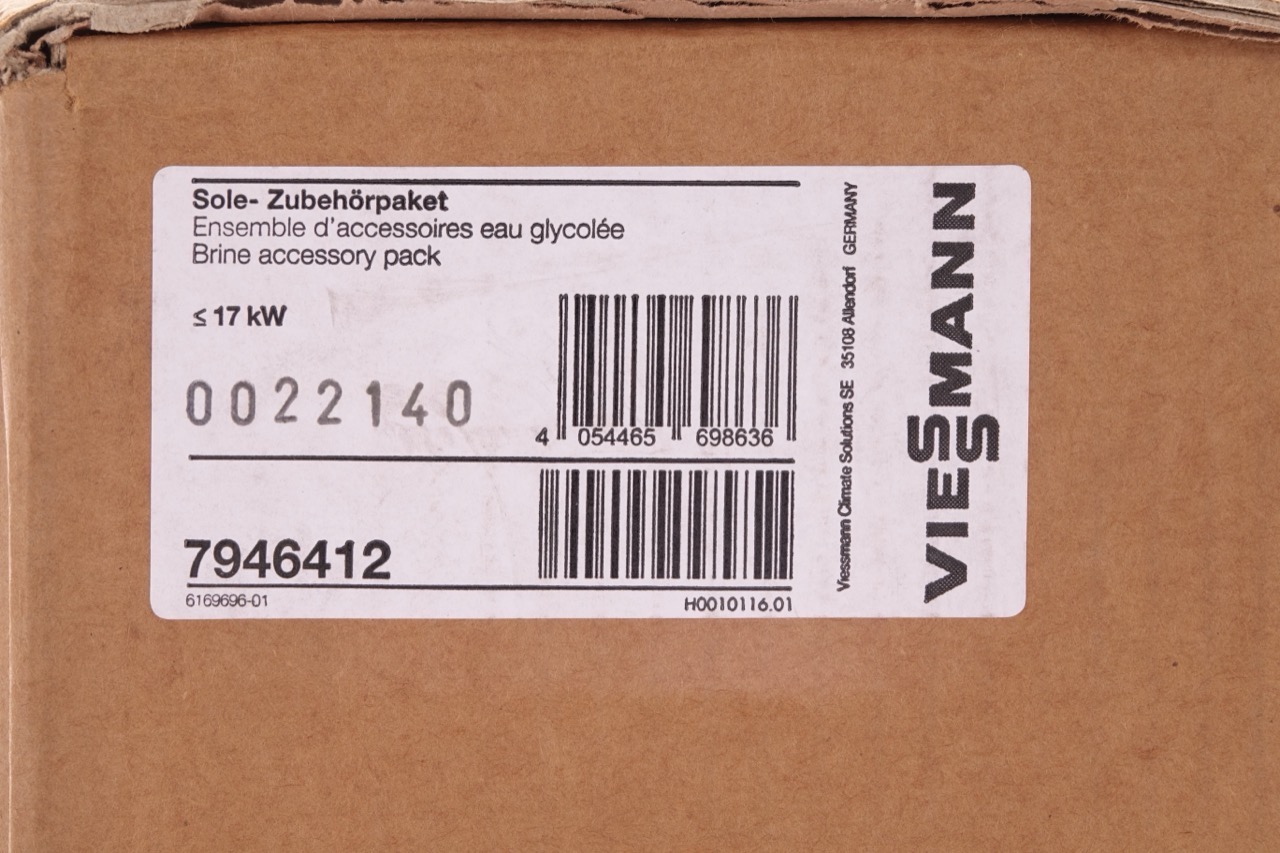 Sole- Zubehörpaket
Ensemble d'accessoires eau glycolée
Brine accessory pack
≤ 17 kW
0022140
4 054465 698636
7946412
6169696-01
H0010116.01
Viessmann Climate Solutions SE 35108 Allendorf GERMANY
VIESSMANN